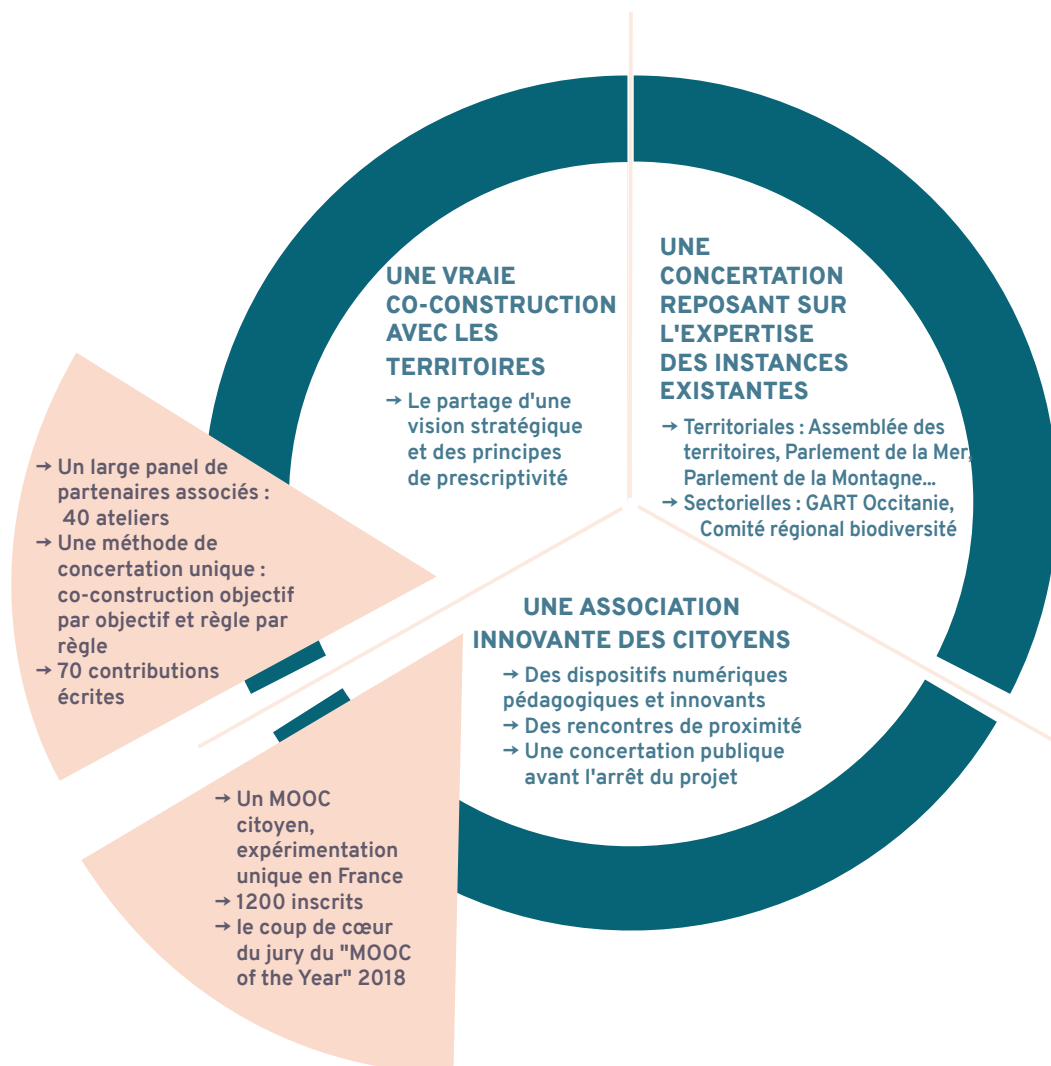 UNE VRAIE
CO-CONSTRUCTION
AVEC LES
TERRITOIRES
→ Le partage d'une
vision stratégique
et des principes
de prescriptivité
UNE
CONCERTATION
REPOSANT SUR
L'EXPERTISE
DES INSTANCES
EXISTANTES
→ Territoriales : Assemblée des
territoires, Parlement de la Mer,
Parlement de la Montagne...
→ Sectorielles : GART Occitanie,
Comité régional biodiversité
→ Un large panel de
partenaires associés :
40 ateliers
→ Une méthode de
concertation unique :
co-construction objectif
par objectif et règle par
règle
→ 70 contributions
écrites
UNE ASSOCIATION
INNOVANTE DES CITOYENS
→ Des dispositifs numériques
pédagogiques et innovants
→ Des rencontres de proximité
→ Une concertation publique
avant l'arrêt du projet
→ Un MOOC
citoyen,
expérimentation
unique en France
→ 1200 inscrits
→ le coup de cœur
du jury du "MOOC
of the Year" 2018